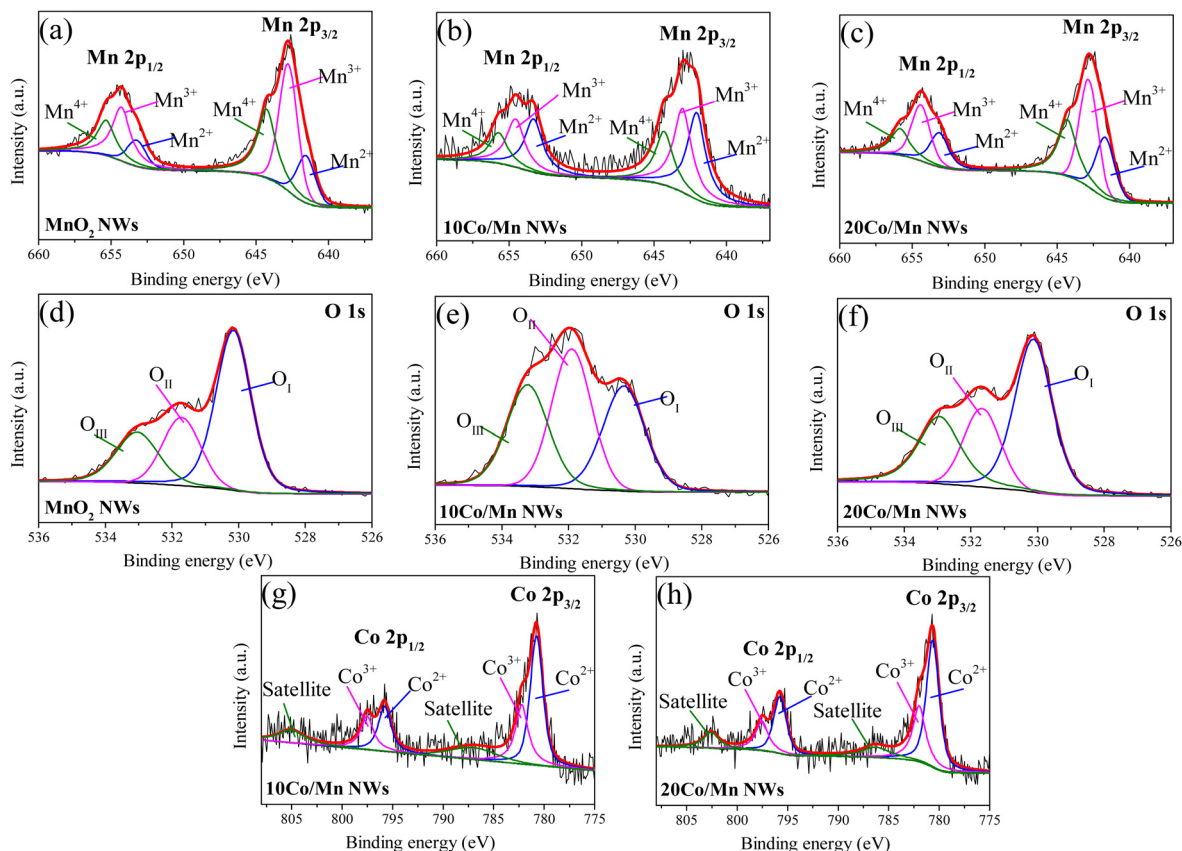 (a)
Mn 2p1/2
Mn 2p3/2
Mn4+
Mn3+
Mn2+
Mn4+
Mn3+
Mn2+
MnO2 NWs
Intensity (a.u.)
660 655 650 645 640
Binding energy (eV)
(b)
Mn 2p1/2
Mn 2p3/2
Mn4+
Mn3+
Mn2+
Mn4+
Mn3+
Mn2+
10Co/Mn NWs
Intensity (a.u.)
660 655 650 645 640
Binding energy (eV)
(c)
Mn 2p1/2
Mn 2p3/2
Mn4+
Mn3+
Mn2+
Mn4+
Mn3+
Mn2+
20Co/Mn NWs
Intensity (a.u.)
660 655 650 645 640
Binding energy (eV)
(d)
O 1s
OIII
OII
OI
MnO2 NWs
Intensity (a.u.)
536 534 532 530 528 526
Binding energy (eV)
(e)
O 1s
OIII
OII
OI
10Co/Mn NWs
Intensity (a.u.)
536 534 532 530 528 526
Binding energy (eV)
(f)
O 1s
OIII
OII
OI
20Co/Mn NWs
Intensity (a.u.)
536 534 532 530 528 526
Binding energy (eV)
(g)
Co 2p1/2
Co 2p3/2
Satellite
Co3+
Co2+
Satellite
Co3+
Co2+
10Co/Mn NWs
Intensity (a.u.)
805 800 795 790 785 780 775
Binding energy (eV)
(h)
Co 2p1/2
Co 2p3/2
Satellite
Co3+
Co2+
Satellite
Co3+
Co2+
20Co/Mn NWs
Intensity (a.u.)
805 800 795 790 785 780 775
Binding energy (eV)